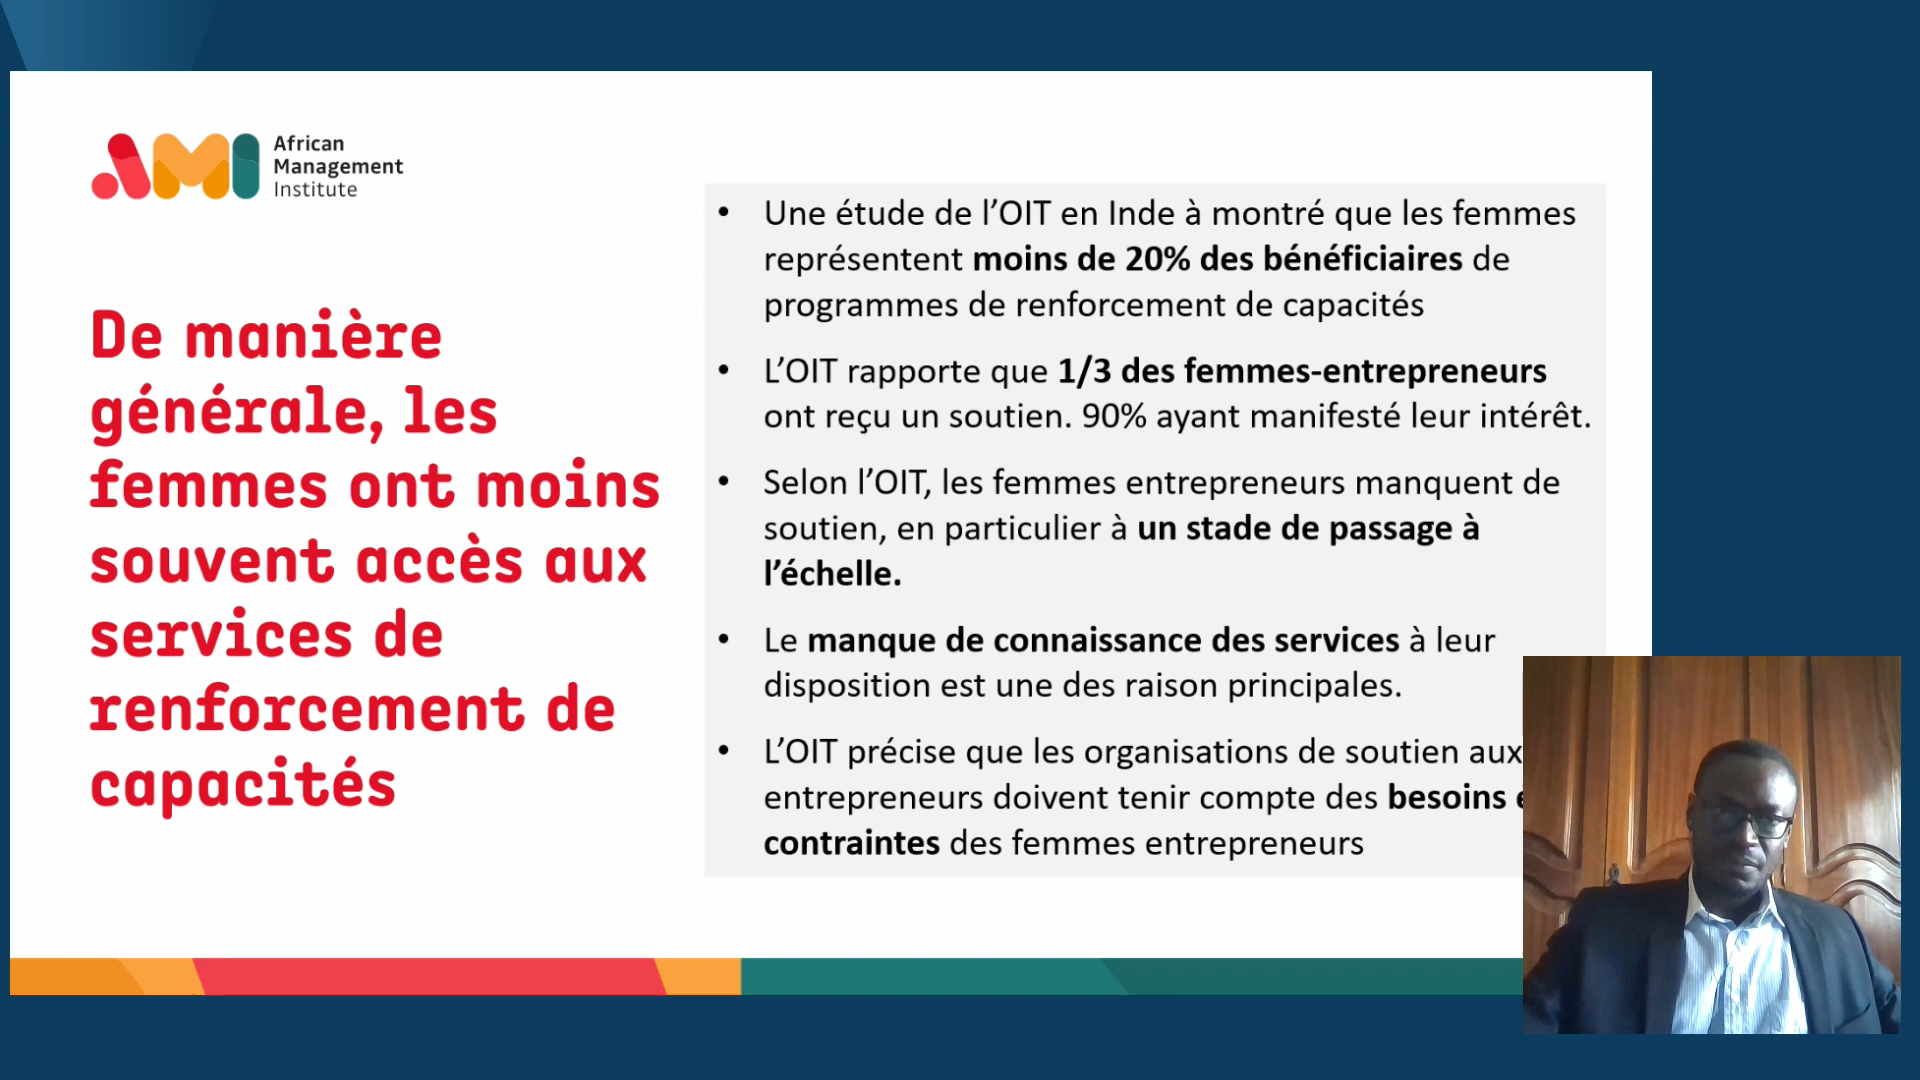 African
Management
Institute
De manière
générale, les
femmes ont moins
souvent accès aux
services de
renforcement de
capacités
• Une étude de l’OIT en Inde à montré que les femmes
représentent moins de 20% des bénéficiaires de
programmes de renforcement de capacités
• L’OIT rapporte que 1/3 des femmes-entrepreneurs
ont reçu un soutien. 90% ayant manifesté leur intérêt.
• Selon l’OIT, les femmes entrepreneurs manquent de
soutien, en particulier à un stade de passage à
l’échelle.
• Le manque de connaissance des services à leur
disposition est une des raison principales.
• L’OIT précise que les organisations de soutien aux
entrepreneurs doivent tenir compte des besoins
contraintes des femmes entrepreneurs